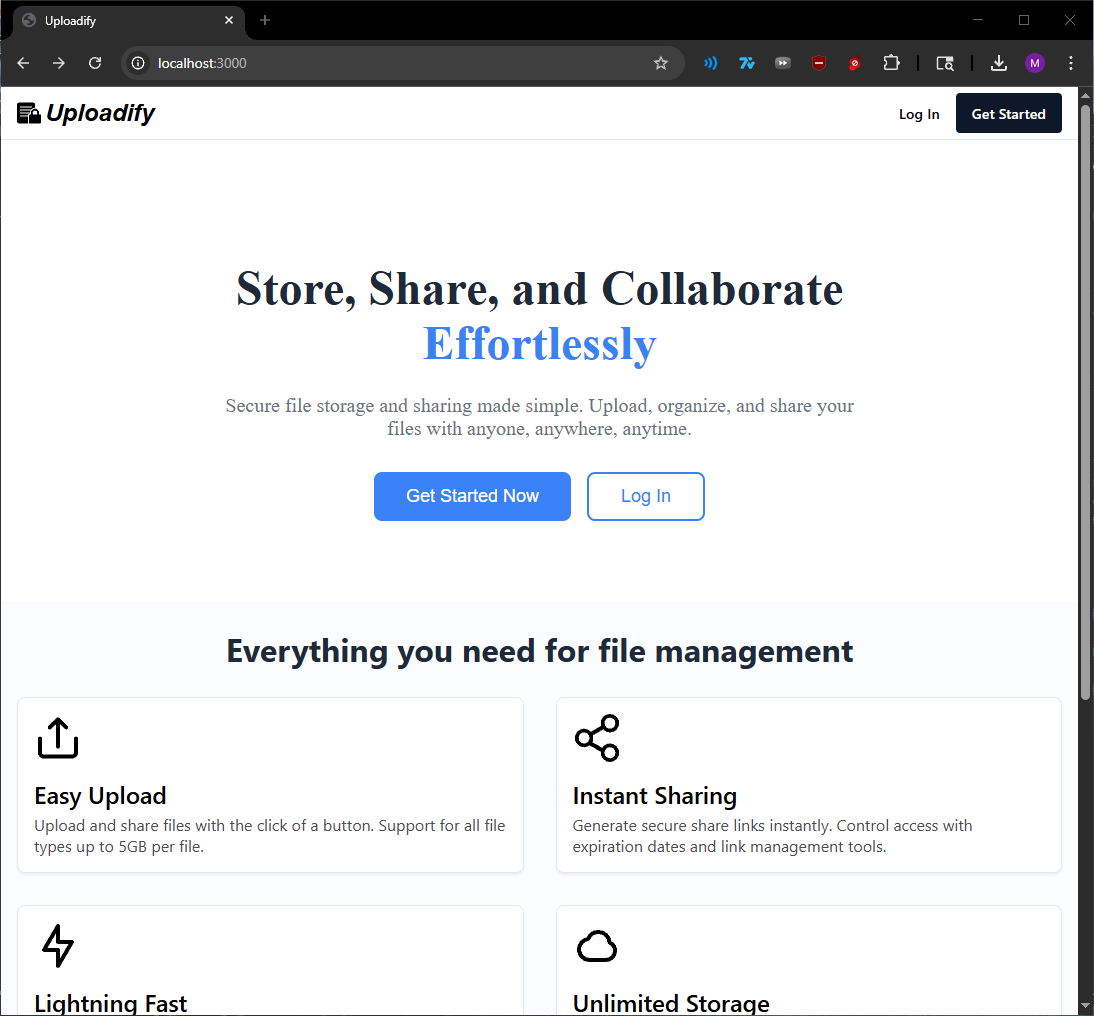 Uploadify
localhost:3000
M
Uploadify
Log In
Get Started
Store, Share, and Collaborate
Effortlessly
Secure file storage and sharing made simple. Upload, organize, and share your
files with anyone, anywhere, anytime.
Get Started Now
Log In
Everything you need for file management
Easy Upload
Upload and share files with the click of a button. Support for all file
types up to 5GB per file.
Instant Sharing
Generate secure share links instantly. Control access with
expiration dates and link management tools.
Lightning Fast
Unlimited Storage